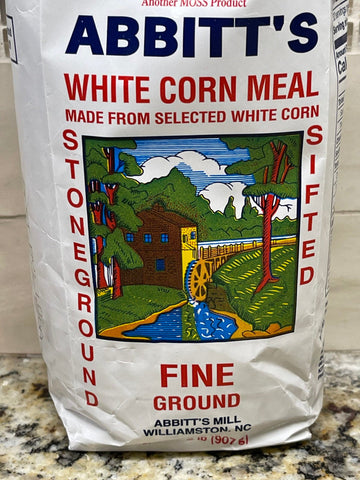 Another MOSS Product
ABBITT'S
WHITE CORN MEAL
MADE FROM SELECTED WHITE CORN
STONEGROUND
SIFTED
FINE
GROUND
ABBITT'S MILL
WILLIAMSTON, NC